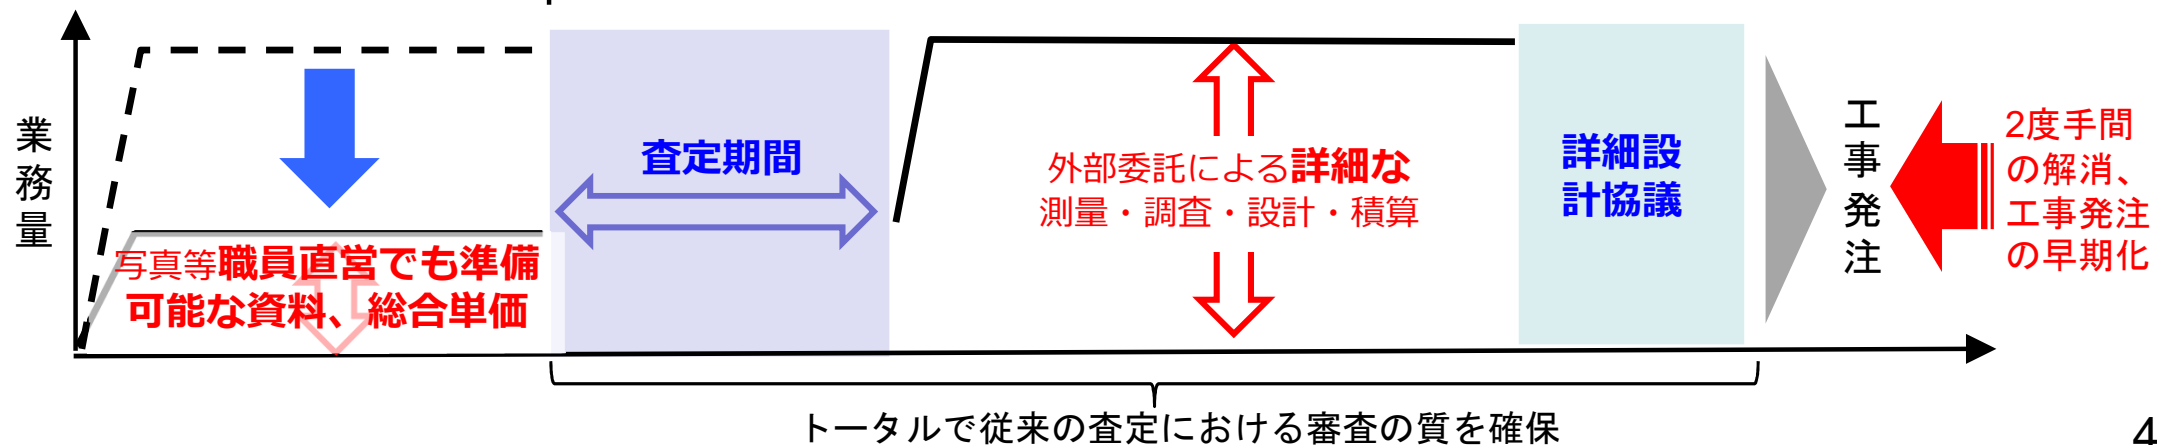 業務量
写真等職員直営でも準備
可能な資料、総合単価
査定期間
外部委託による詳細な
測量・調査・設計・積算
詳細設
計協議
工事発注
2度手間
の解消、
工事発注
の早期化
トータルで従来の査定における審査の質を確保
4